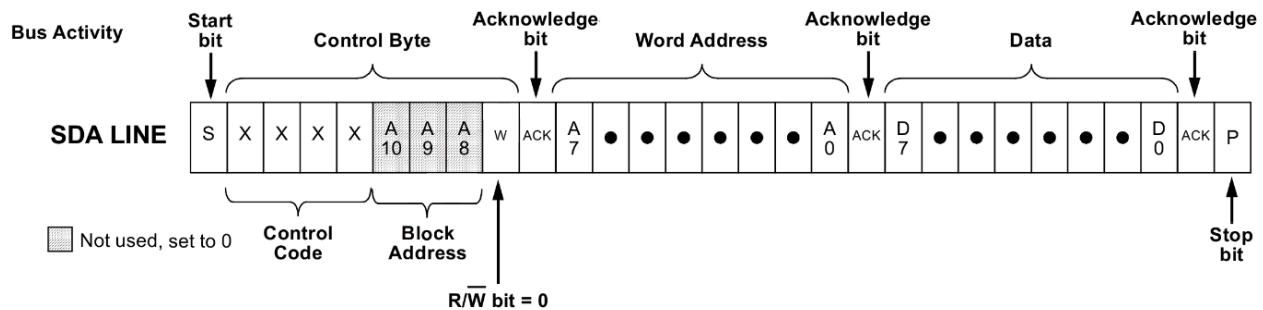 Bus Activity
Start
bit
Control Byte
Acknowledge
bit
Word Address
Acknowledge
bit
Data
Acknowledge
bit
SDA LINE
S X X X X A 10 A 9 A 8 W ACK A 7 ● ● ● ● ● ● A 0 ACK D 7 ● ● ● ● ● ● D 0 ACK P
Control
Code
Block
Address
Not used, set to 0
Stop
bit
R/W̅ bit = 0